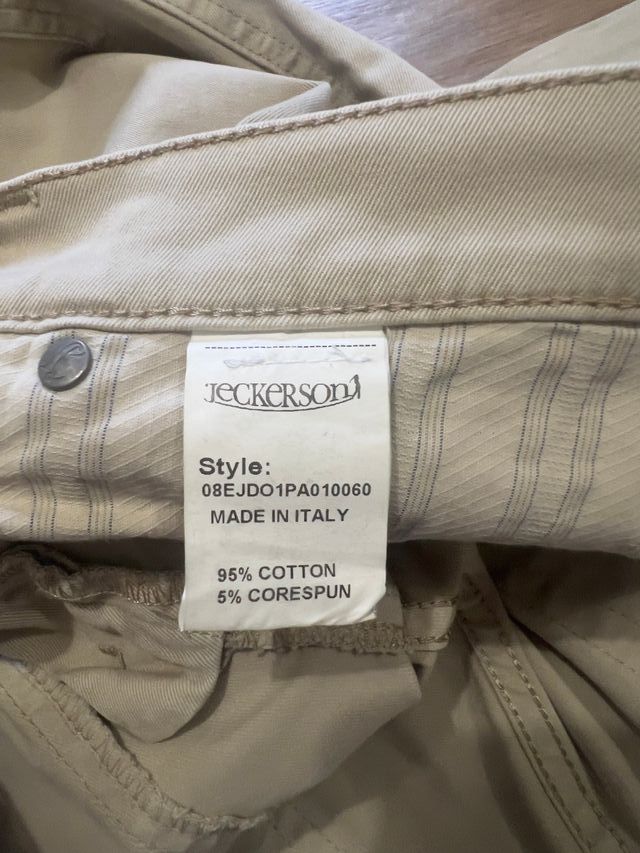 JECKERSON
Style:
08EJDO1PA010060
MADE IN ITALY
95% COTTON
5% CORESPUN